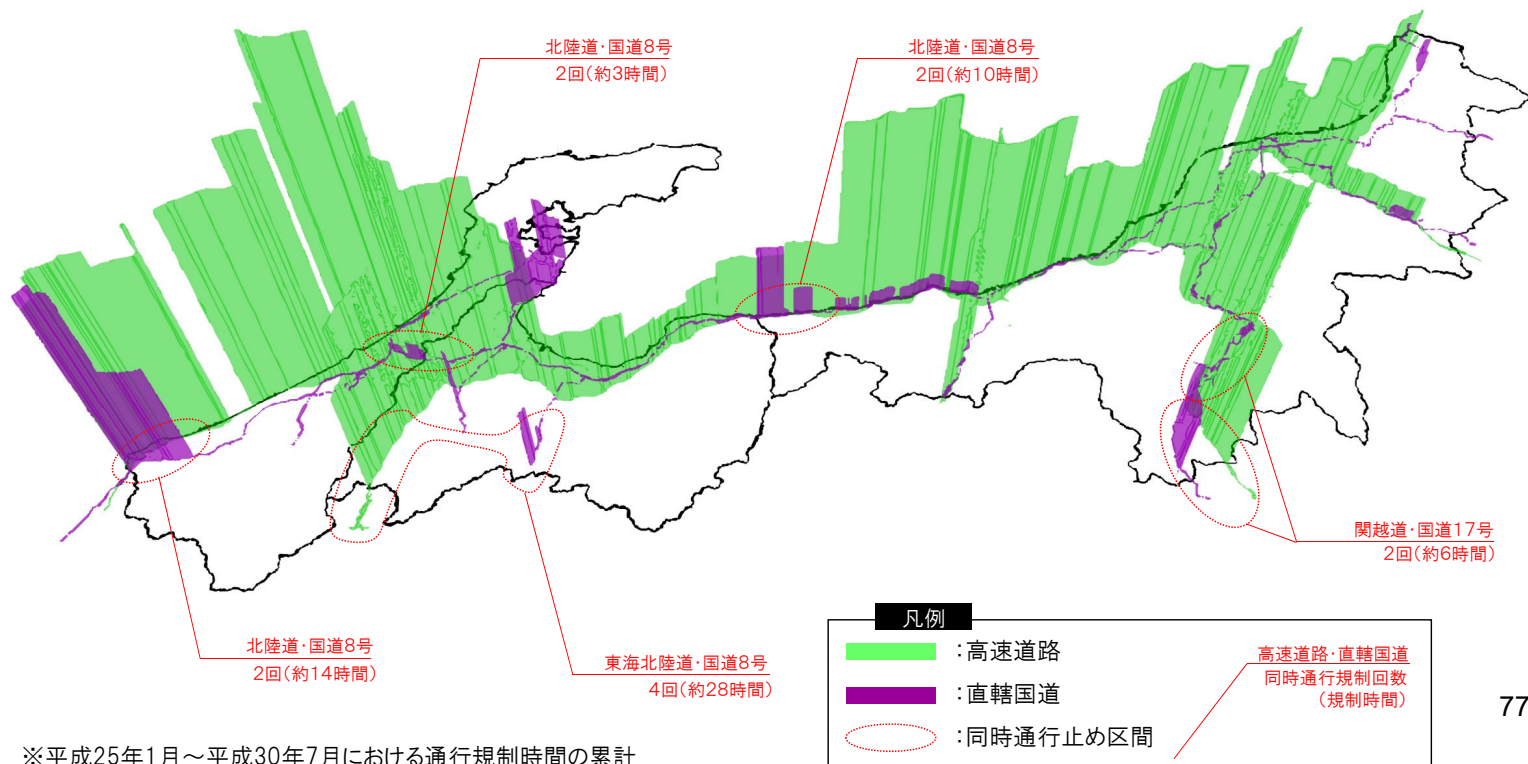 北陸道・国道8号
2回(約3時間)
北陸道・国道8号
2回(約10時間)
関越道・国道17号
2回(約6時間)
北陸道・国道8号
2回(約14時間)
東海北陸道・国道8号
4回(約28時間)
凡例
:高速道路
:直轄国道
:同時通行止め区間
高速道路・直轄国道
同時通行規制回数
(規制時間)
77
※平成25年1月～平成30年7月における通行規制時間の累計